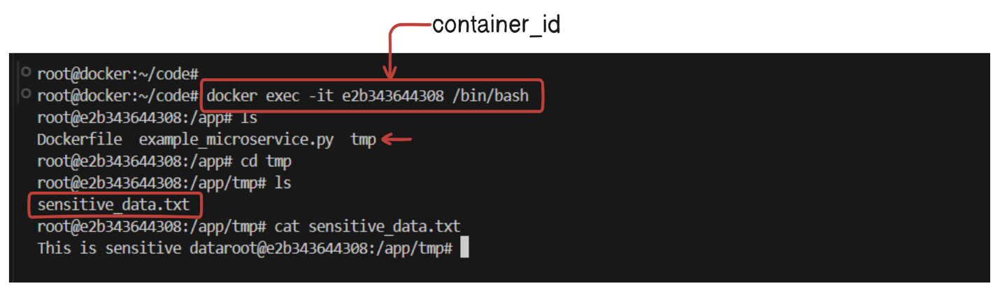 container_id
root@docker:~/code#
root@docker:~/code# docker exec -it e2b343644308 /bin/bash
root@e2b343644308:/app# ls
Dockerfile  example_microservice.py  tmp
root@e2b343644308:/app# cd tmp
root@e2b343644308:/app/tmp# ls
sensitive_data.txt
root@e2b343644308:/app/tmp# cat sensitive_data.txt
This is sensitive dataroot@e2b343644308:/app/tmp#